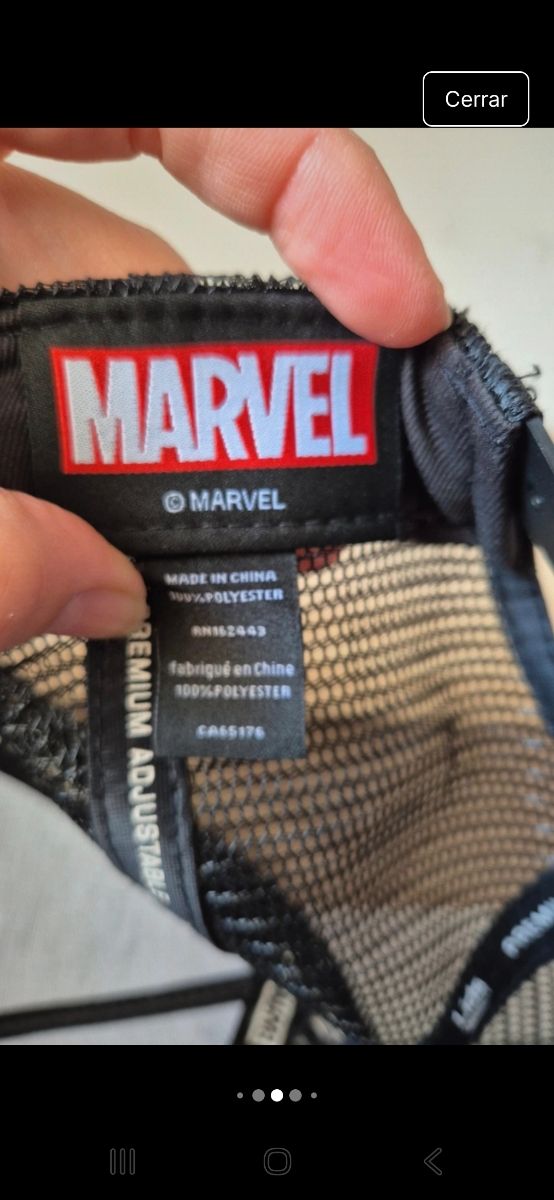 Cerrar
MARVEL
© MARVEL
MADE IN CHINA
100% POLYESTER
RN162443
fabriqué en Chine
100% POLYESTER
CA65176
PREMIUM ADJUSTABLE